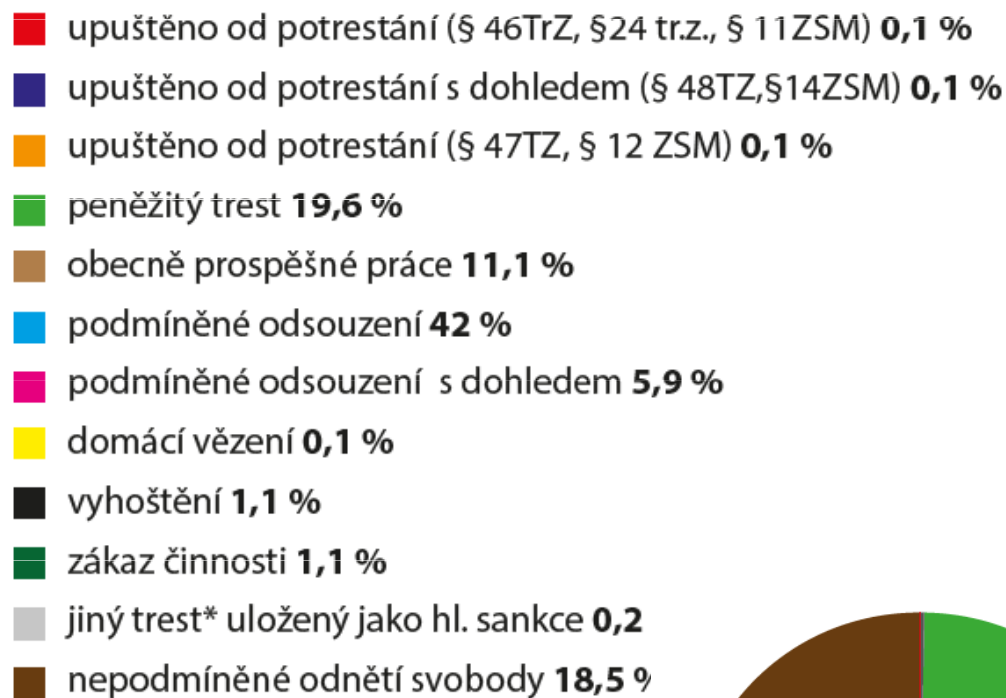 upuštěno od potrestání (§ 46TrZ, §24 tr.z., § 11ZSM) 0,1 %
upuštěno od potrestání s dohledem (§ 48TZ,§14ZSM) 0,1 %
upuštěno od potrestání (§ 47TZ, § 12 ZSM) 0,1 %
peněžitý trest 19,6 %
obecně prospěšné práce 11,1 %
podmíněné odsouzení 42 %
podmíněné odsouzení s dohledem 5,9 %
domácí vězení 0,1 %
vyhoštění 1,1 %
zákaz činnosti 1,1 %
jiný trest* uložený jako hl. sankce 0,2
nepodmíněné odnětí svobody 18,5 %